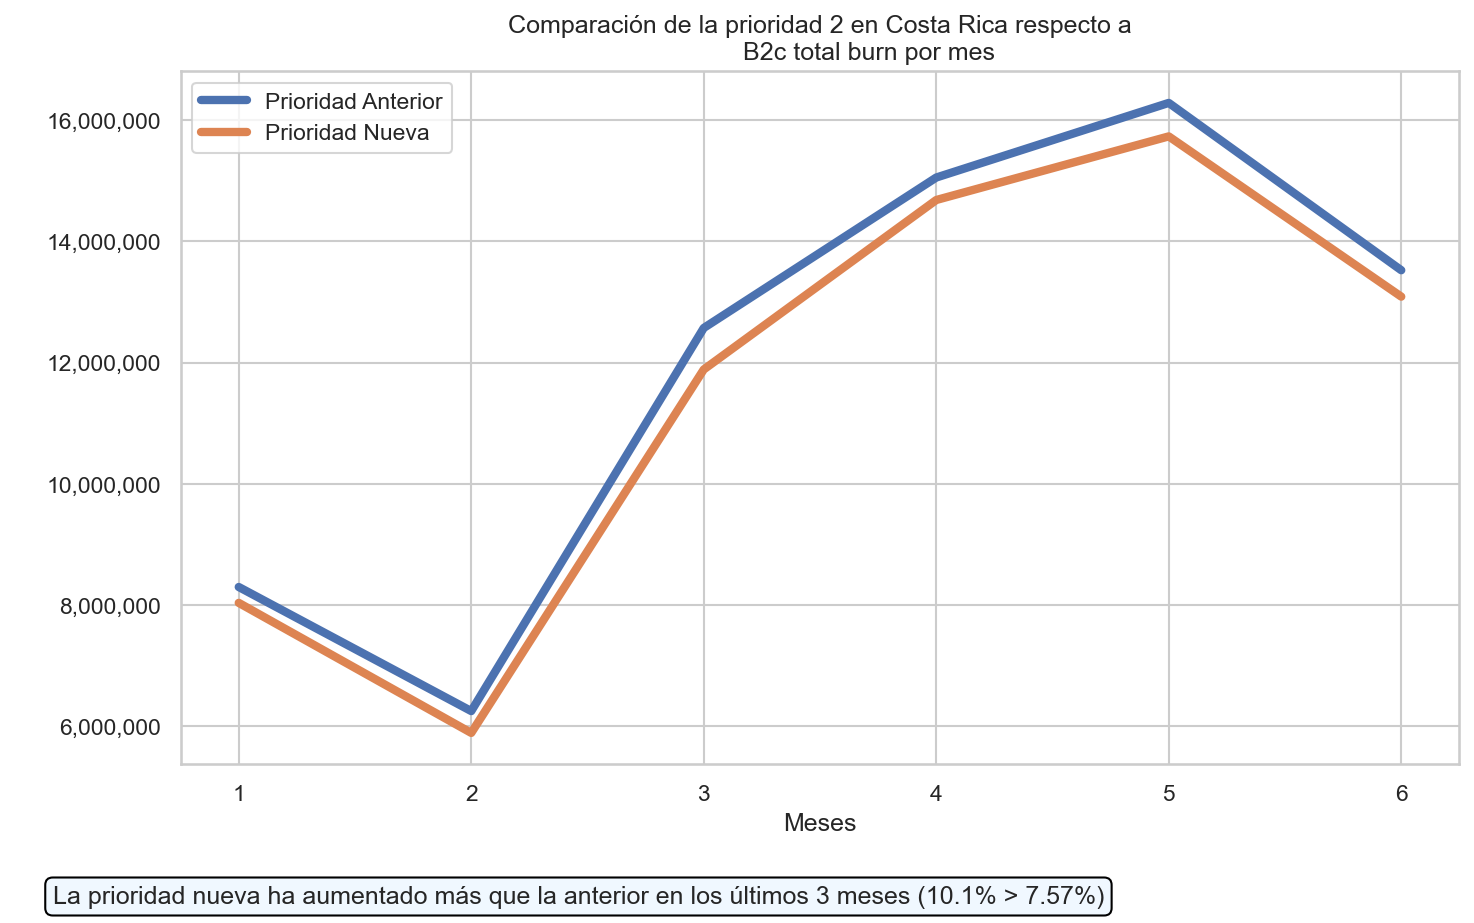 Comparación de la prioridad 2 en Costa Rica respecto a
B2c total burn por mes
Prioridad Anterior
Prioridad Nueva
16,000,000
14,000,000
12,000,000
10,000,000
8,000,000
6,000,000
1 2 3 4 5 6
Meses
La prioridad nueva ha aumentado más que la anterior en los últimos 3 meses (10.1% > 7.57%)